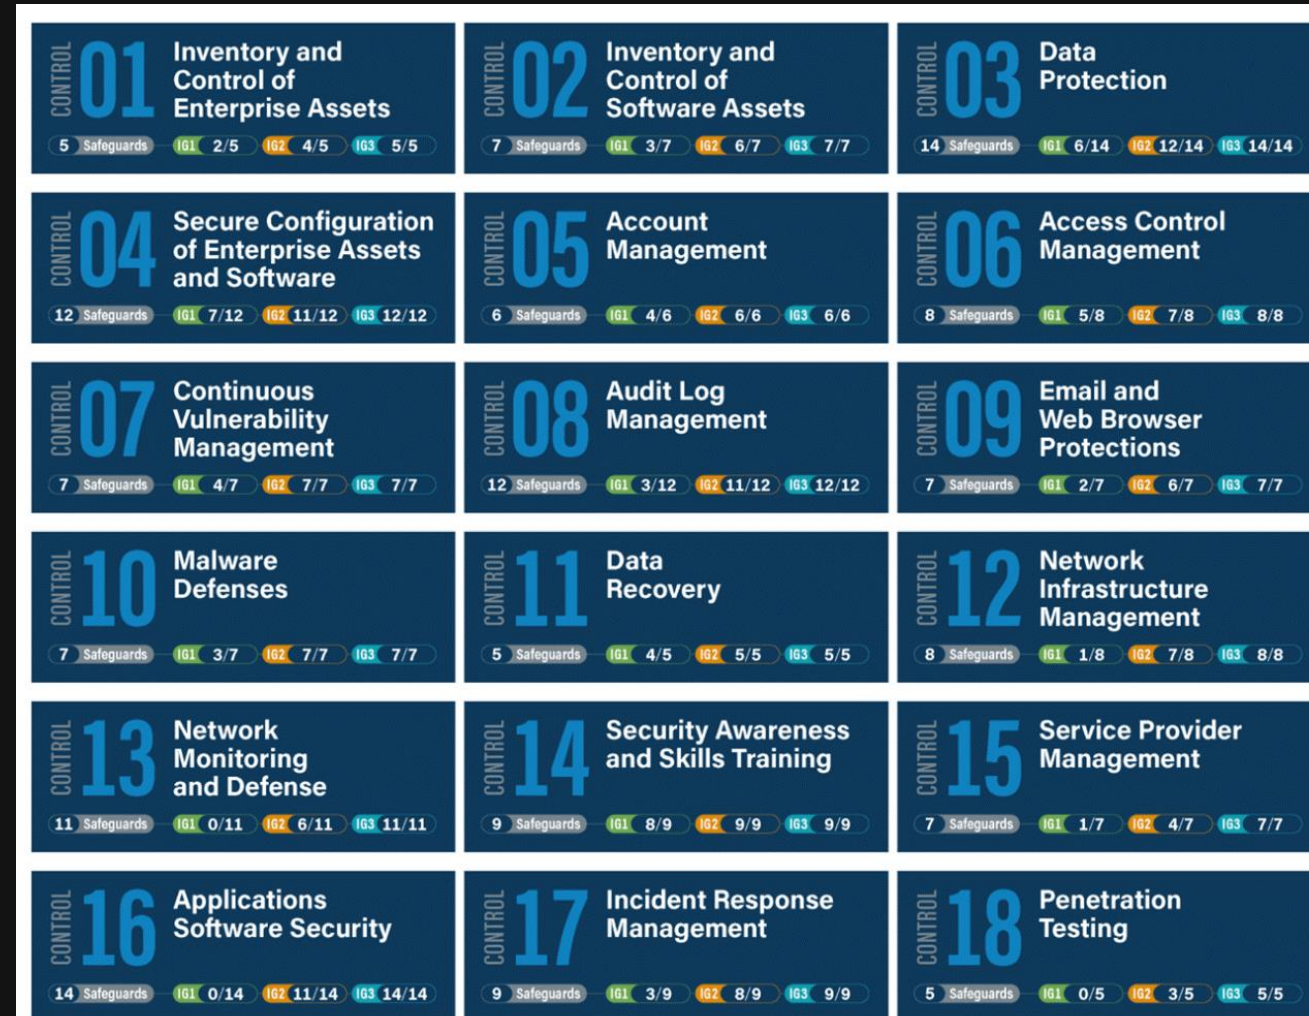 CONTROL 01 Inventory and
Control of
Enterprise Assets
5 Safeguards IG1 2/5 IG2 4/5 IG3 5/5
CONTROL 02 Inventory and
Control of
Software Assets
7 Safeguards IG1 3/7 IG2 6/7 IG3 7/7
CONTROL 03 Data
Protection
14 Safeguards IG1 6/14 IG2 12/14 IG3 14/14
CONTROL 04 Secure Configuration
of Enterprise Assets
and Software
12 Safeguards IG1 7/12 IG2 11/12 IG3 12/12
CONTROL 05 Account
Management
6 Safeguards IG1 4/6 IG2 6/6 IG3 6/6
CONTROL 06 Access Control
Management
8 Safeguards IG1 5/8 IG2 7/8 IG3 8/8
CONTROL 07 Continuous
Vulnerability
Management
7 Safeguards IG1 4/7 IG2 7/7 IG3 7/7
CONTROL 08 Audit Log
Management
12 Safeguards IG1 3/12 IG2 11/12 IG3 12/12
CONTROL 09 Email and
Web Browser
Protections
7 Safeguards IG1 2/7 IG2 6/7 IG3 7/7
CONTROL 10 Malware
Defenses
7 Safeguards IG1 3/7 IG2 7/7 IG3 7/7
CONTROL 11 Data
Recovery
5 Safeguards IG1 4/5 IG2 5/5 IG3 5/5
CONTROL 12 Network
Infrastructure
Management
8 Safeguards IG1 1/8 IG2 7/8 IG3 8/8
CONTROL 13 Network
Monitoring
and Defense
11 Safeguards IG1 0/11 IG2 6/11 IG3 11/11
CONTROL 14 Security Awareness
and Skills Training
9 Safeguards IG1 8/9 IG2 9/9 IG3 9/9
CONTROL 15 Service Provider
Management
7 Safeguards IG1 1/7 IG2 4/7 IG3 7/7
CONTROL 16 Applications
Software Security
14 Safeguards IG1 0/14 IG2 11/14 IG3 14/14
CONTROL 17 Incident Response
Management
9 Safeguards IG1 3/9 IG2 8/9 IG3 9/9
CONTROL 18 Penetration
Testing
5 Safeguards IG1 0/5 IG2 3/5 IG3 5/5